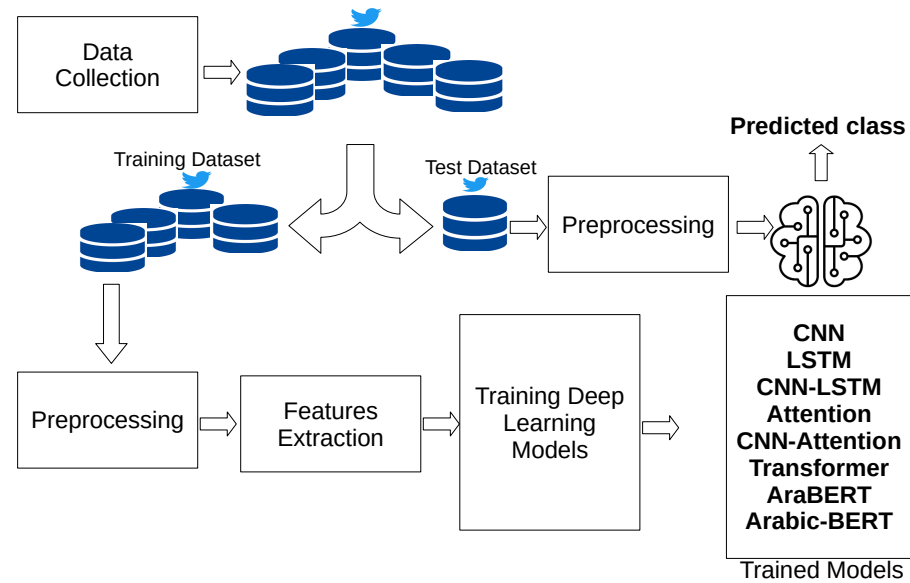 Data
Collection
Training Dataset
Test Dataset
Predicted class
Preprocessing
Preprocessing
Features
Extraction
Training Deep
Learning
Models
CNN
LSTM
CNN-LSTM
Attention
CNN-Attention
Transformer
AraBERT
Arabic-BERT
Trained Models